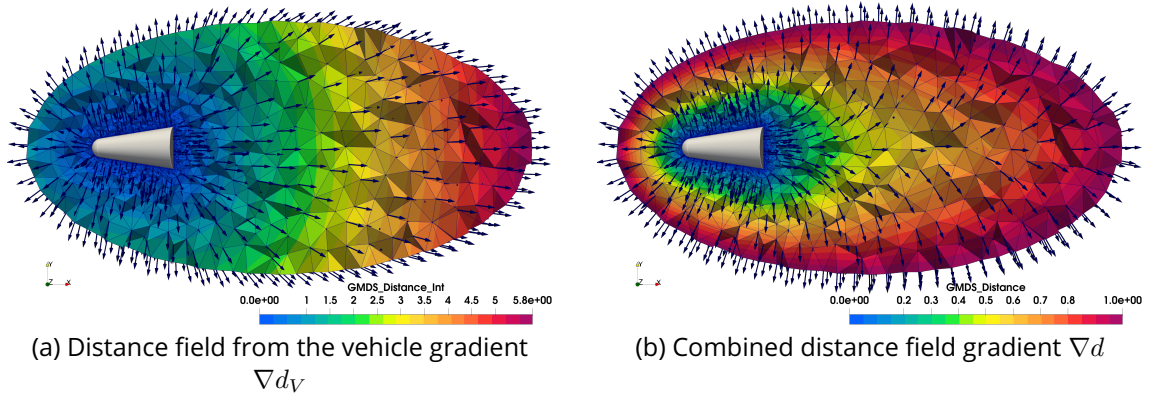 Y
Z X
GMDS_Distance_Int
0.0e+00 1 1.5 2 2.5 3 3.5 4 4.5 5 5.8e+00
(a) Distance field from the vehicle gradient
∇d_V
Y
Z X
GMDS_Distance
0.0e+00 0.2 0.3 0.4 0.5 0.6 0.7 0.8 1.0e+00
(b) Combined distance field gradient ∇d